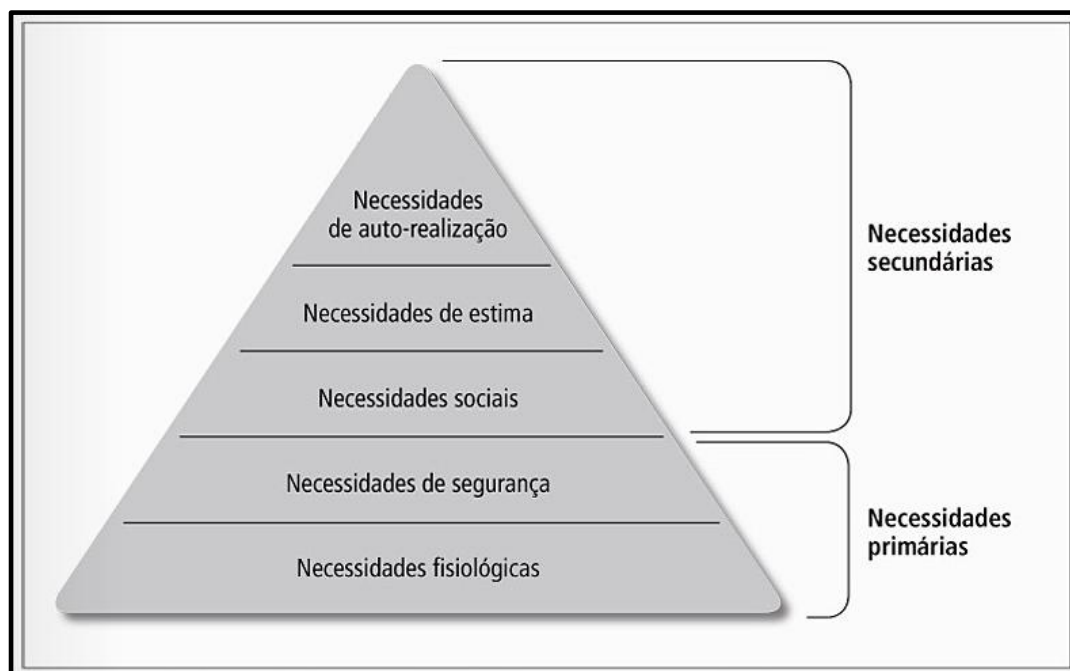 Necessidades
de auto-realização
Necessidades de estima
Necessidades sociais
Necessidades de segurança
Necessidades fisiológicas
Necessidades
secundárias
Necessidades
primárias